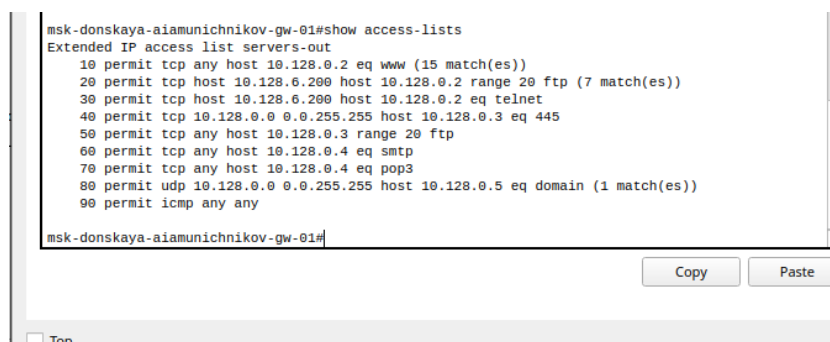 msk-donskaya-aiamunichnikov-gw-01#show access-lists
Extended IP access list servers-out
10 permit tcp any host 10.128.0.2 eq www (15 match(es))
20 permit tcp host 10.128.6.200 host 10.128.0.2 range 20 ftp (7 match(es))
30 permit tcp host 10.128.6.200 host 10.128.0.2 eq telnet
40 permit tcp 10.128.0.0 0.0.255.255 host 10.128.0.3 eq 445
50 permit tcp any host 10.128.0.3 range 20 ftp
60 permit tcp any host 10.128.0.4 eq smtp
70 permit tcp any host 10.128.0.4 eq pop3
80 permit udp 10.128.0.0 0.0.255.255 host 10.128.0.5 eq domain (1 match(es))
90 permit icmp any any
msk-donskaya-aiamunichnikov-gw-01#
Copy Paste
Top